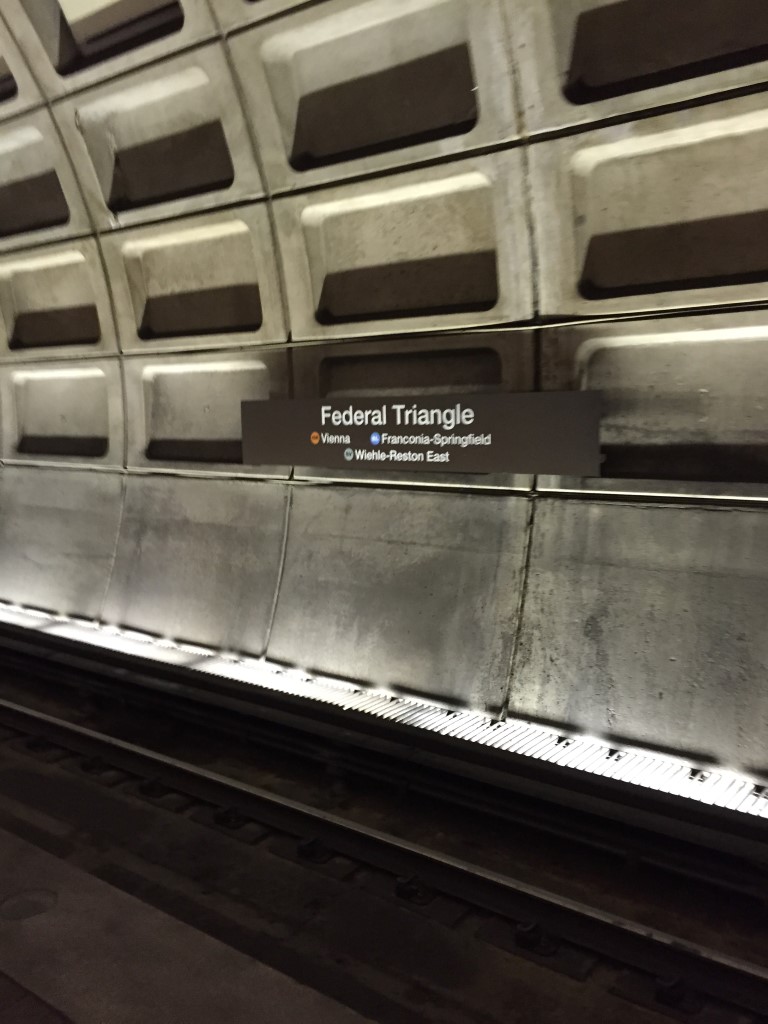 Federal Triangle
Vienna Franconia-Springfield
Wiehle-Reston East